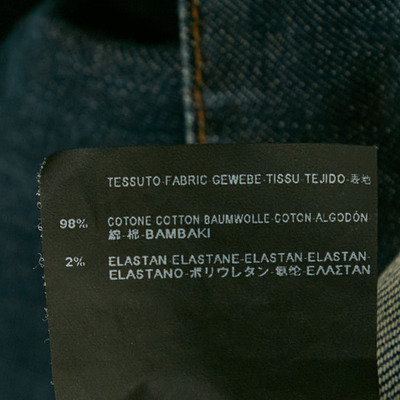 TESSUTO-FABRIC-GEWEBE-TISSU-TEJIDO-表地
98% COTONE COTTON BAUMWOLLE-COTON-ALGODÓN-
綿-棉-BAMBAKI
2% ELASTAN-ELASTANE-ELASTAN-ELASTAN-
ELASTANO-ポリウレタン-氨纶-ΕΛΑΣΤΑΝ